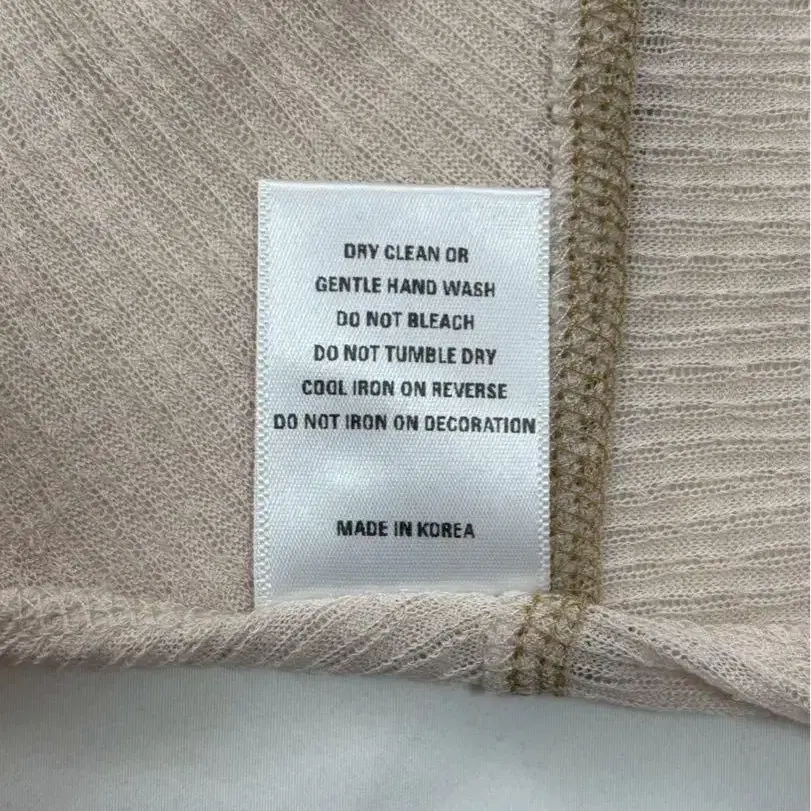 DRY CLEAN OR
GENTLE HAND WASH
DO NOT BLEACH
DO NOT TUMBLE DRY
COOL IRON ON REVERSE
DO NOT IRON ON DECORATION
MADE IN KOREA